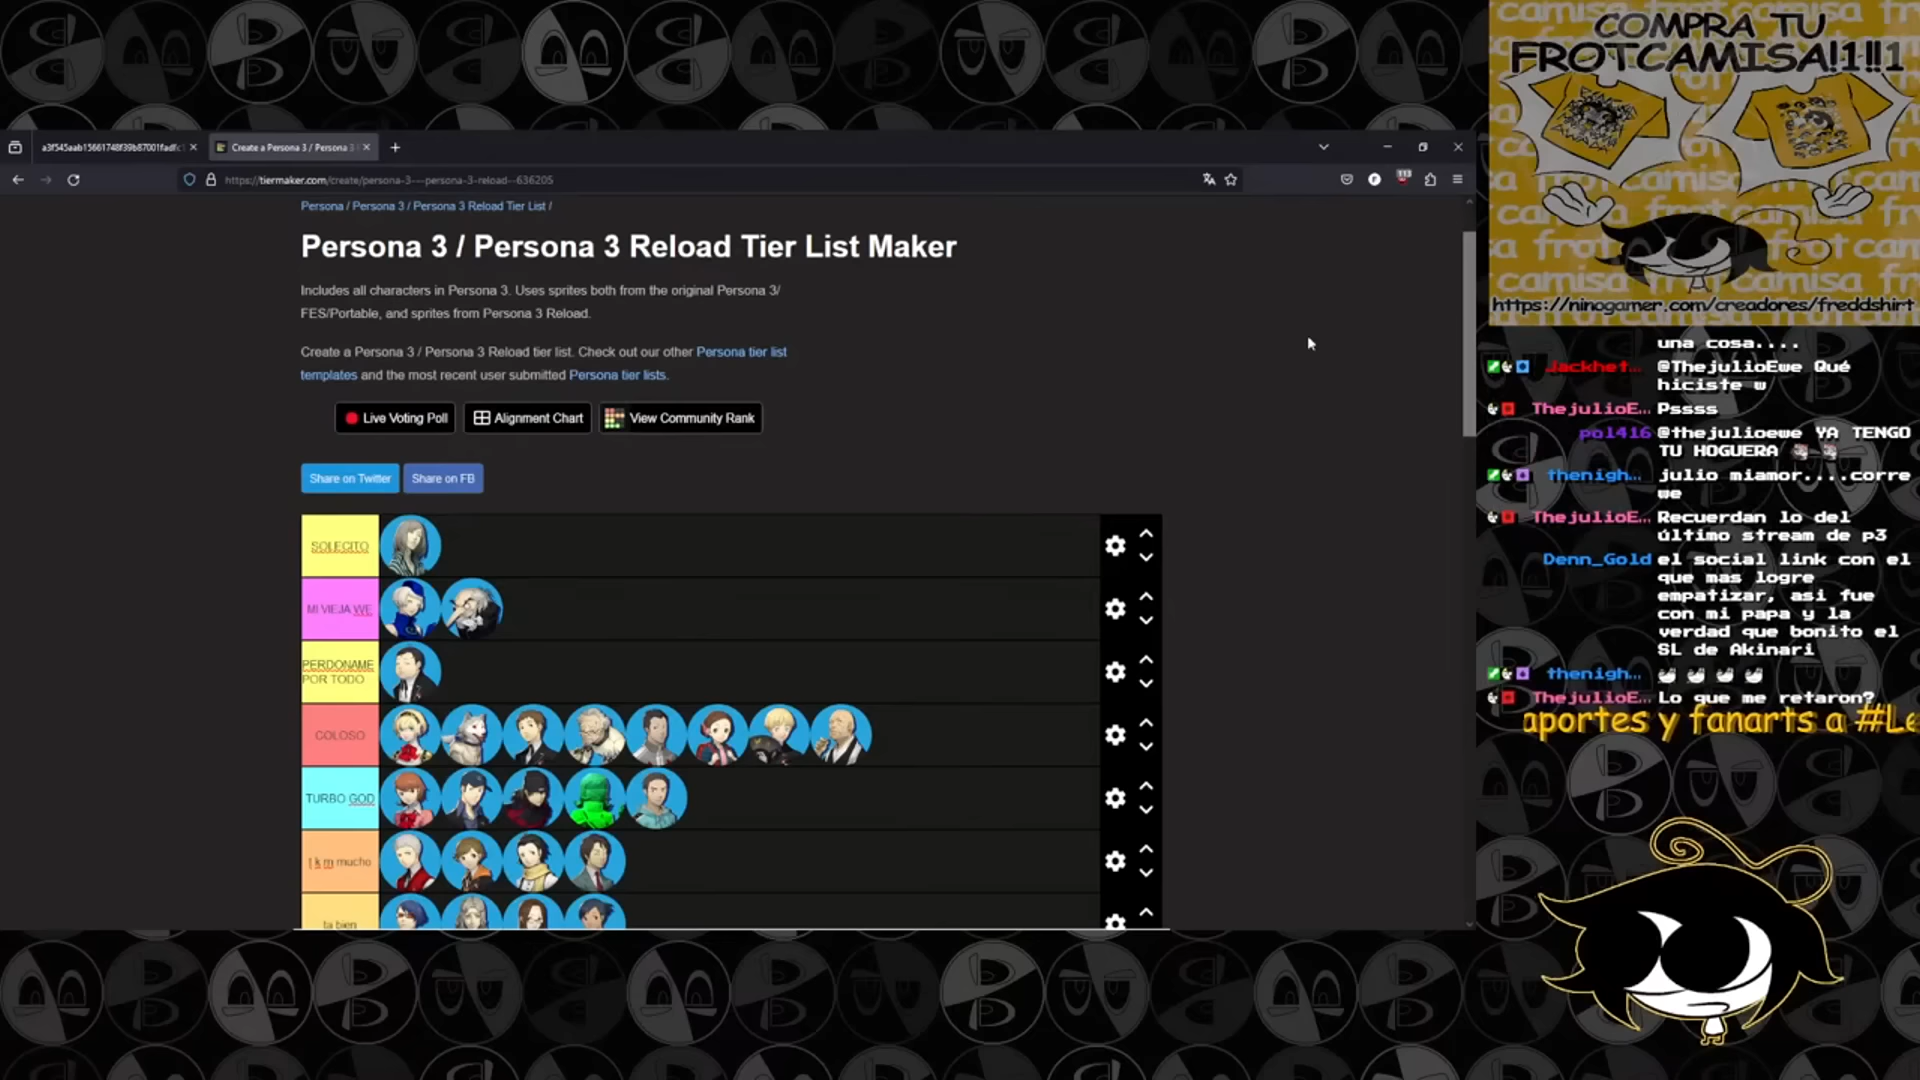 a3f545aab15661748f39b87001fadfc
Create a Persona 3 / Persona 3
https://tiermaker.com/create/persona-3----persona-3-reload--636205
Persona / Persona 3 / Persona 3 Reload Tier List /
Persona 3 / Persona 3 Reload Tier List Maker
Includes all characters in Persona 3. Uses sprites both from the original Persona 3/
FES/Portable, and sprites from Persona 3 Reload.
Create a Persona 3 / Persona 3 Reload tier list. Check out our other Persona tier list
templates and the most recent user submitted Persona tier lists.
Live Voting Poll
Alignment Chart
View Community Rank
Share on Twitter
Share on FB
SOLECITO
MI VIEJA WE
PERDONAME
POR TODO
COLOSO
TURBO GOD
t k m mucho
ta bien
COMPRA TU
FROTCAMISA!1!!1
https://ninogamer.com/creadores/freddshirt
una cosa....
Jackhet... @ThejulioEwe Qué
hiciste w
ThejulioE... Pssss
pol416 @thejulioewe YA TENGO
TU HOGUERA
thenigh... julio miamor....corre
we
ThejulioE... Recuerdan lo del
último stream de p3
Denn_Gold el social link con el
que mas logre
empatizar, asi fue
con mi papa y la
verdad que bonito el
SL de Akinari
thenigh...
ThejulioE... Lo que me retaron?
aportes y fanarts a #Le